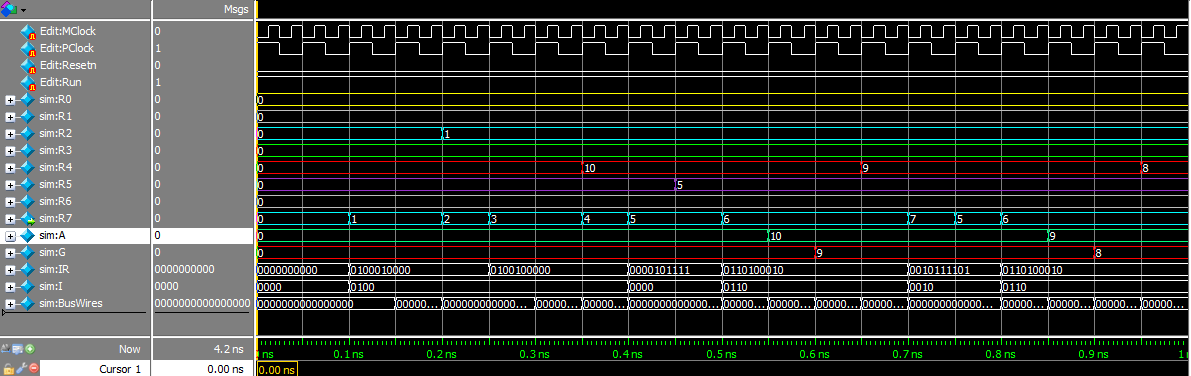 Msgs
Edit:MClock 0
Edit:PClock 1
Edit:Resetn 0
Edit:Run 1
sim:R0 0 0
sim:R1 0 0
sim:R2 0 0 1
sim:R3 0 0
sim:R4 0 0 10 9 8
sim:R5 0 0 5
sim:R6 0 0
sim:R7 0 0 1 2 3 4 5 6 7 5 6
sim:A 0 0 10 9
sim:G 0 0 9 8
sim:IR 0000000000 0000000000 0100010000 0100100000 0000101111 0110100010 0010111101 0110100010
sim:I 0000 0000 0100 0000 0110 0010 0110
sim:BusWires 0000000000000000 0000000000000000 00000... 0000000000000... 00000... 00000... 0000000000000... 00000... 00000... 00000... 00000... 000000000000... 00000... 00000... 00000... 00000...
Now 4.2 ns ns 0.1 ns 0.2 ns 0.3 ns 0.4 ns 0.5 ns 0.6 ns 0.7 ns 0.8 ns 0.9 ns 1
Cursor 1 0.00 ns 0.00 ns